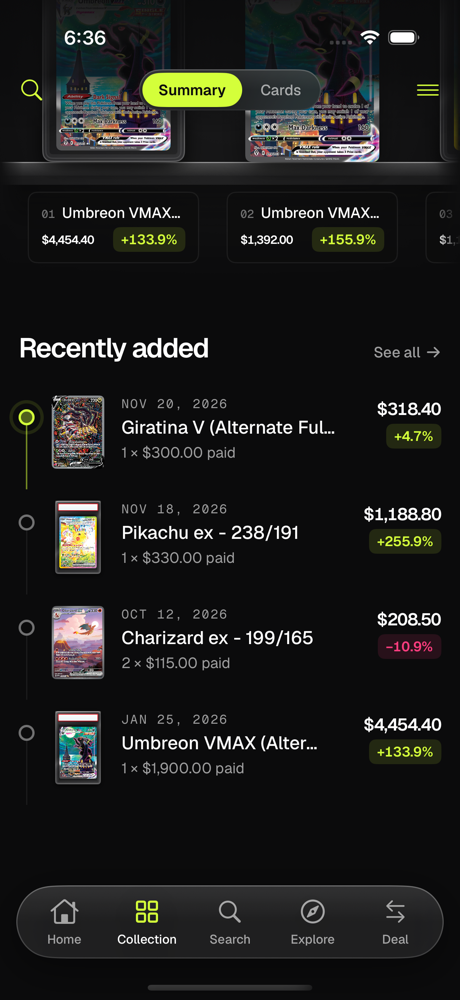 6:36
Summary
Cards
Max Darkness
Max Darkness
01 Umbreon VMAX...
$4,454.40 +133.9%
02 Umbreon VMAX...
$1,392.00 +155.9%
03
Recently added
See all →
NOV 20, 2026
Giratina V (Alternate Ful...
1 × $300.00 paid
$318.40
+4.7%
NOV 18, 2026
Pikachu ex - 238/191
1 × $330.00 paid
$1,188.80
+255.9%
OCT 12, 2026
Charizard ex - 199/165
2 × $115.00 paid
$208.50
-10.9%
JAN 25, 2026
Umbreon VMAX (Alter...
1 × $1,900.00 paid
$4,454.40
+133.9%
Home
Collection
Search
Explore
Deal